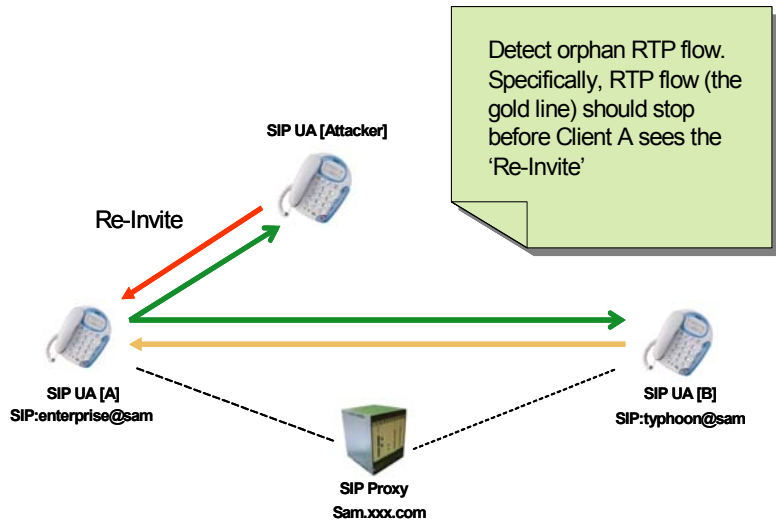 Detect orphan RTP flow.
Specifically, RTP flow (the
gold line) should stop
before Client A sees the
‘Re-Invite’
SIP UA [Attacker]
Re-Invite
SIP UA [A]
SIP:enterprise@sam
SIP UA [B]
SIP:typhoon@sam
SIP Proxy
Sam.xxx.com